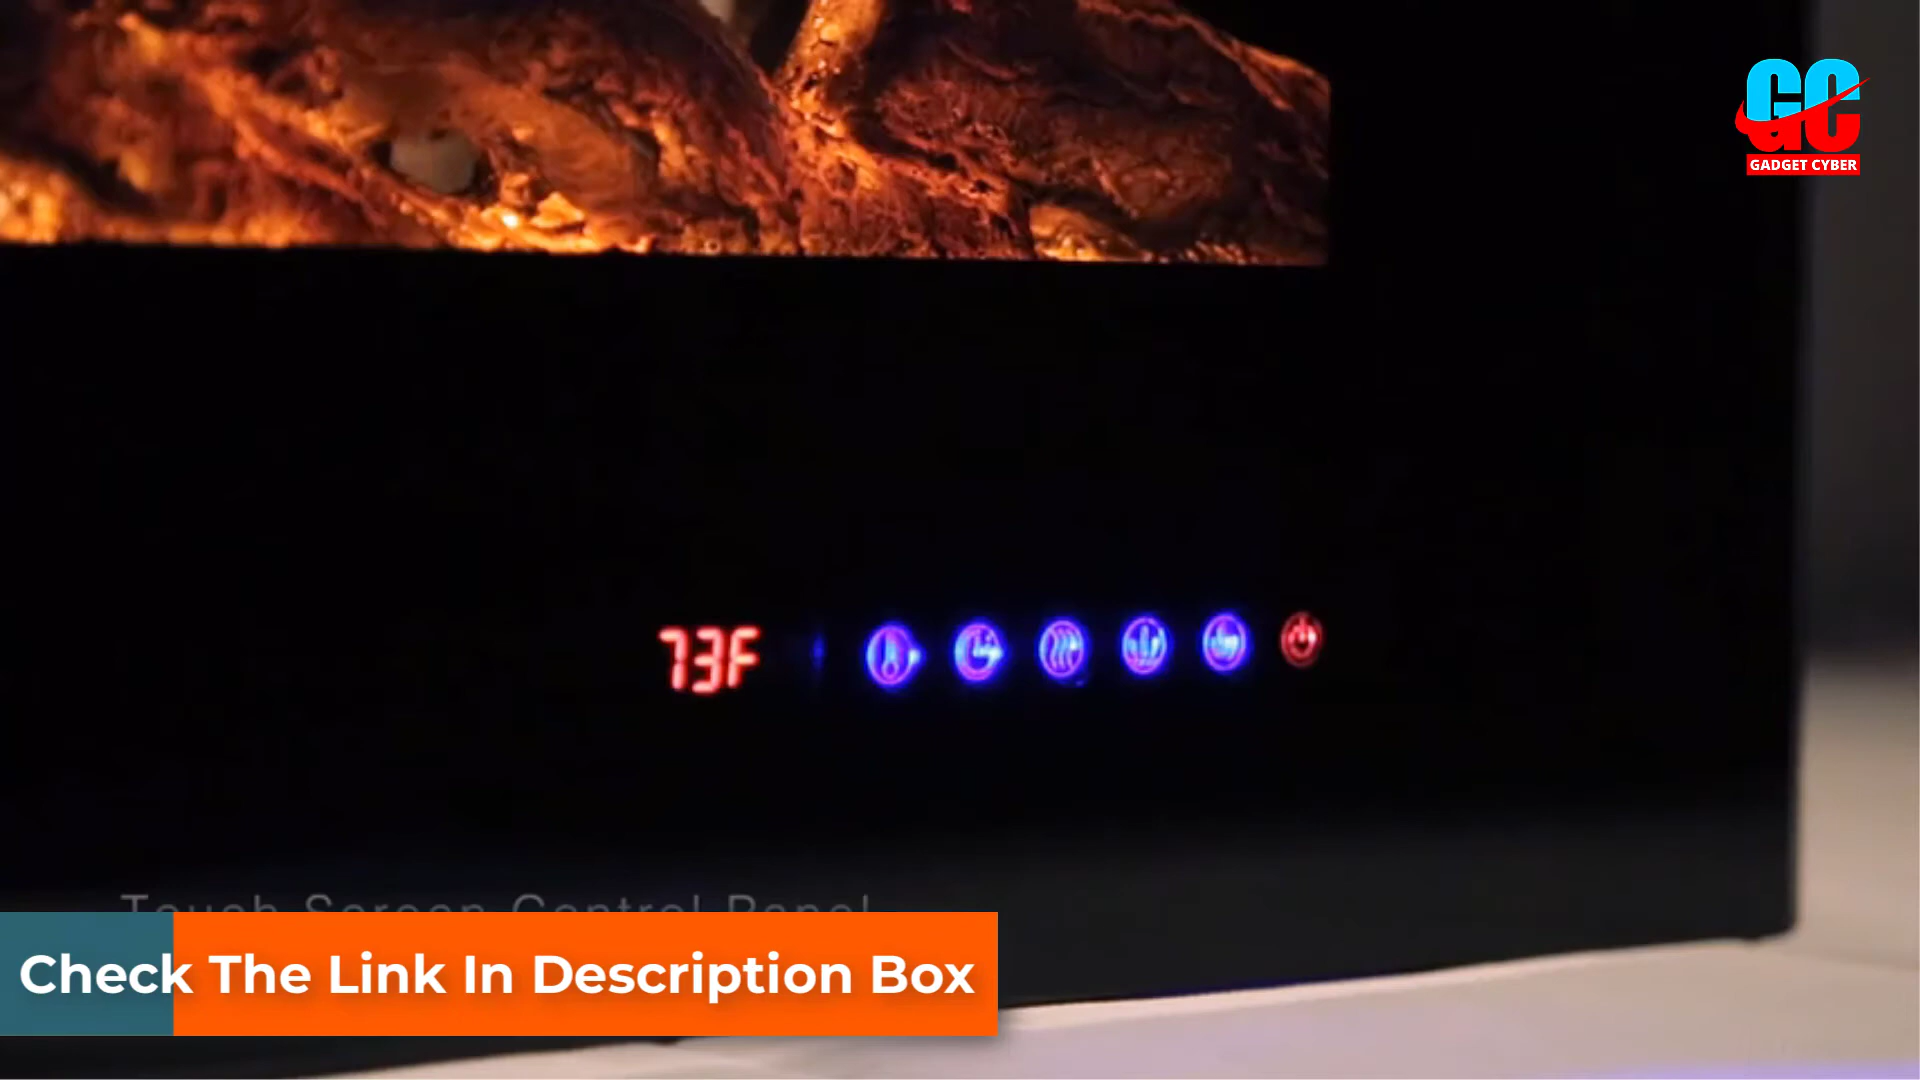 GC
GADGET CYBER
73F
Touch Screen Control Panel
Check The Link In Description Box